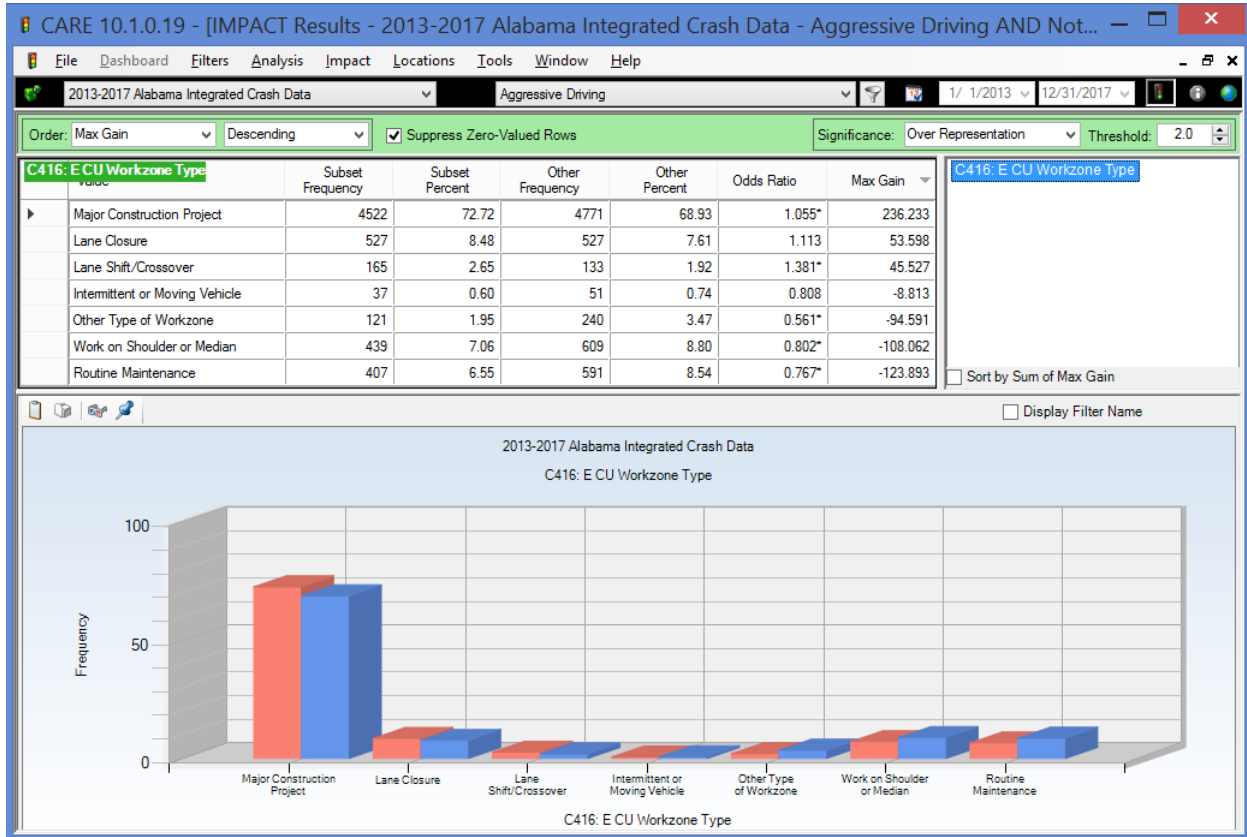 CARE 10.1.0.19 - [IMPACT Results - 2013-2017 Alabama Integrated Crash Data - Aggressive Driving AND Not...
File Dashboard Filters Analysis Impact Locations Tools Window Help
2013-2017 Alabama Integrated Crash Data Aggressive Driving 1/ 1/2013 12/31/2017
Order: Max Gain Descending Suppress Zero-Valued Rows Significance: Over Representation Threshold: 2.0
C416: E CU Workzone Type Subset Frequency Subset Percent Other Frequency Other Percent Odds Ratio Max Gain
Major Construction Project 4522 72.72 4771 68.93 1.055* 236.233
Lane Closure 527 8.48 527 7.61 1.113 53.598
Lane Shift/Crossover 165 2.65 133 1.92 1.381* 45.527
Intermittent or Moving Vehicle 37 0.60 51 0.74 0.808 -8.813
Other Type of Workzone 121 1.95 240 3.47 0.561* -94.591
Work on Shoulder or Median 439 7.06 609 8.80 0.802* -108.062
Routine Maintenance 407 6.55 591 8.54 0.767* -123.893
C416: E CU Workzone Type
Sort by Sum of Max Gain
Display Filter Name
2013-2017 Alabama Integrated Crash Data
C416: E CU Workzone Type
100
50
0
Frequency
Major Construction Project
Lane Closure
Lane Shift/Crossover
Intermittent or Moving Vehicle
Other Type of Workzone
Work on Shoulder or Median
Routine Maintenance
C416: E CU Workzone Type